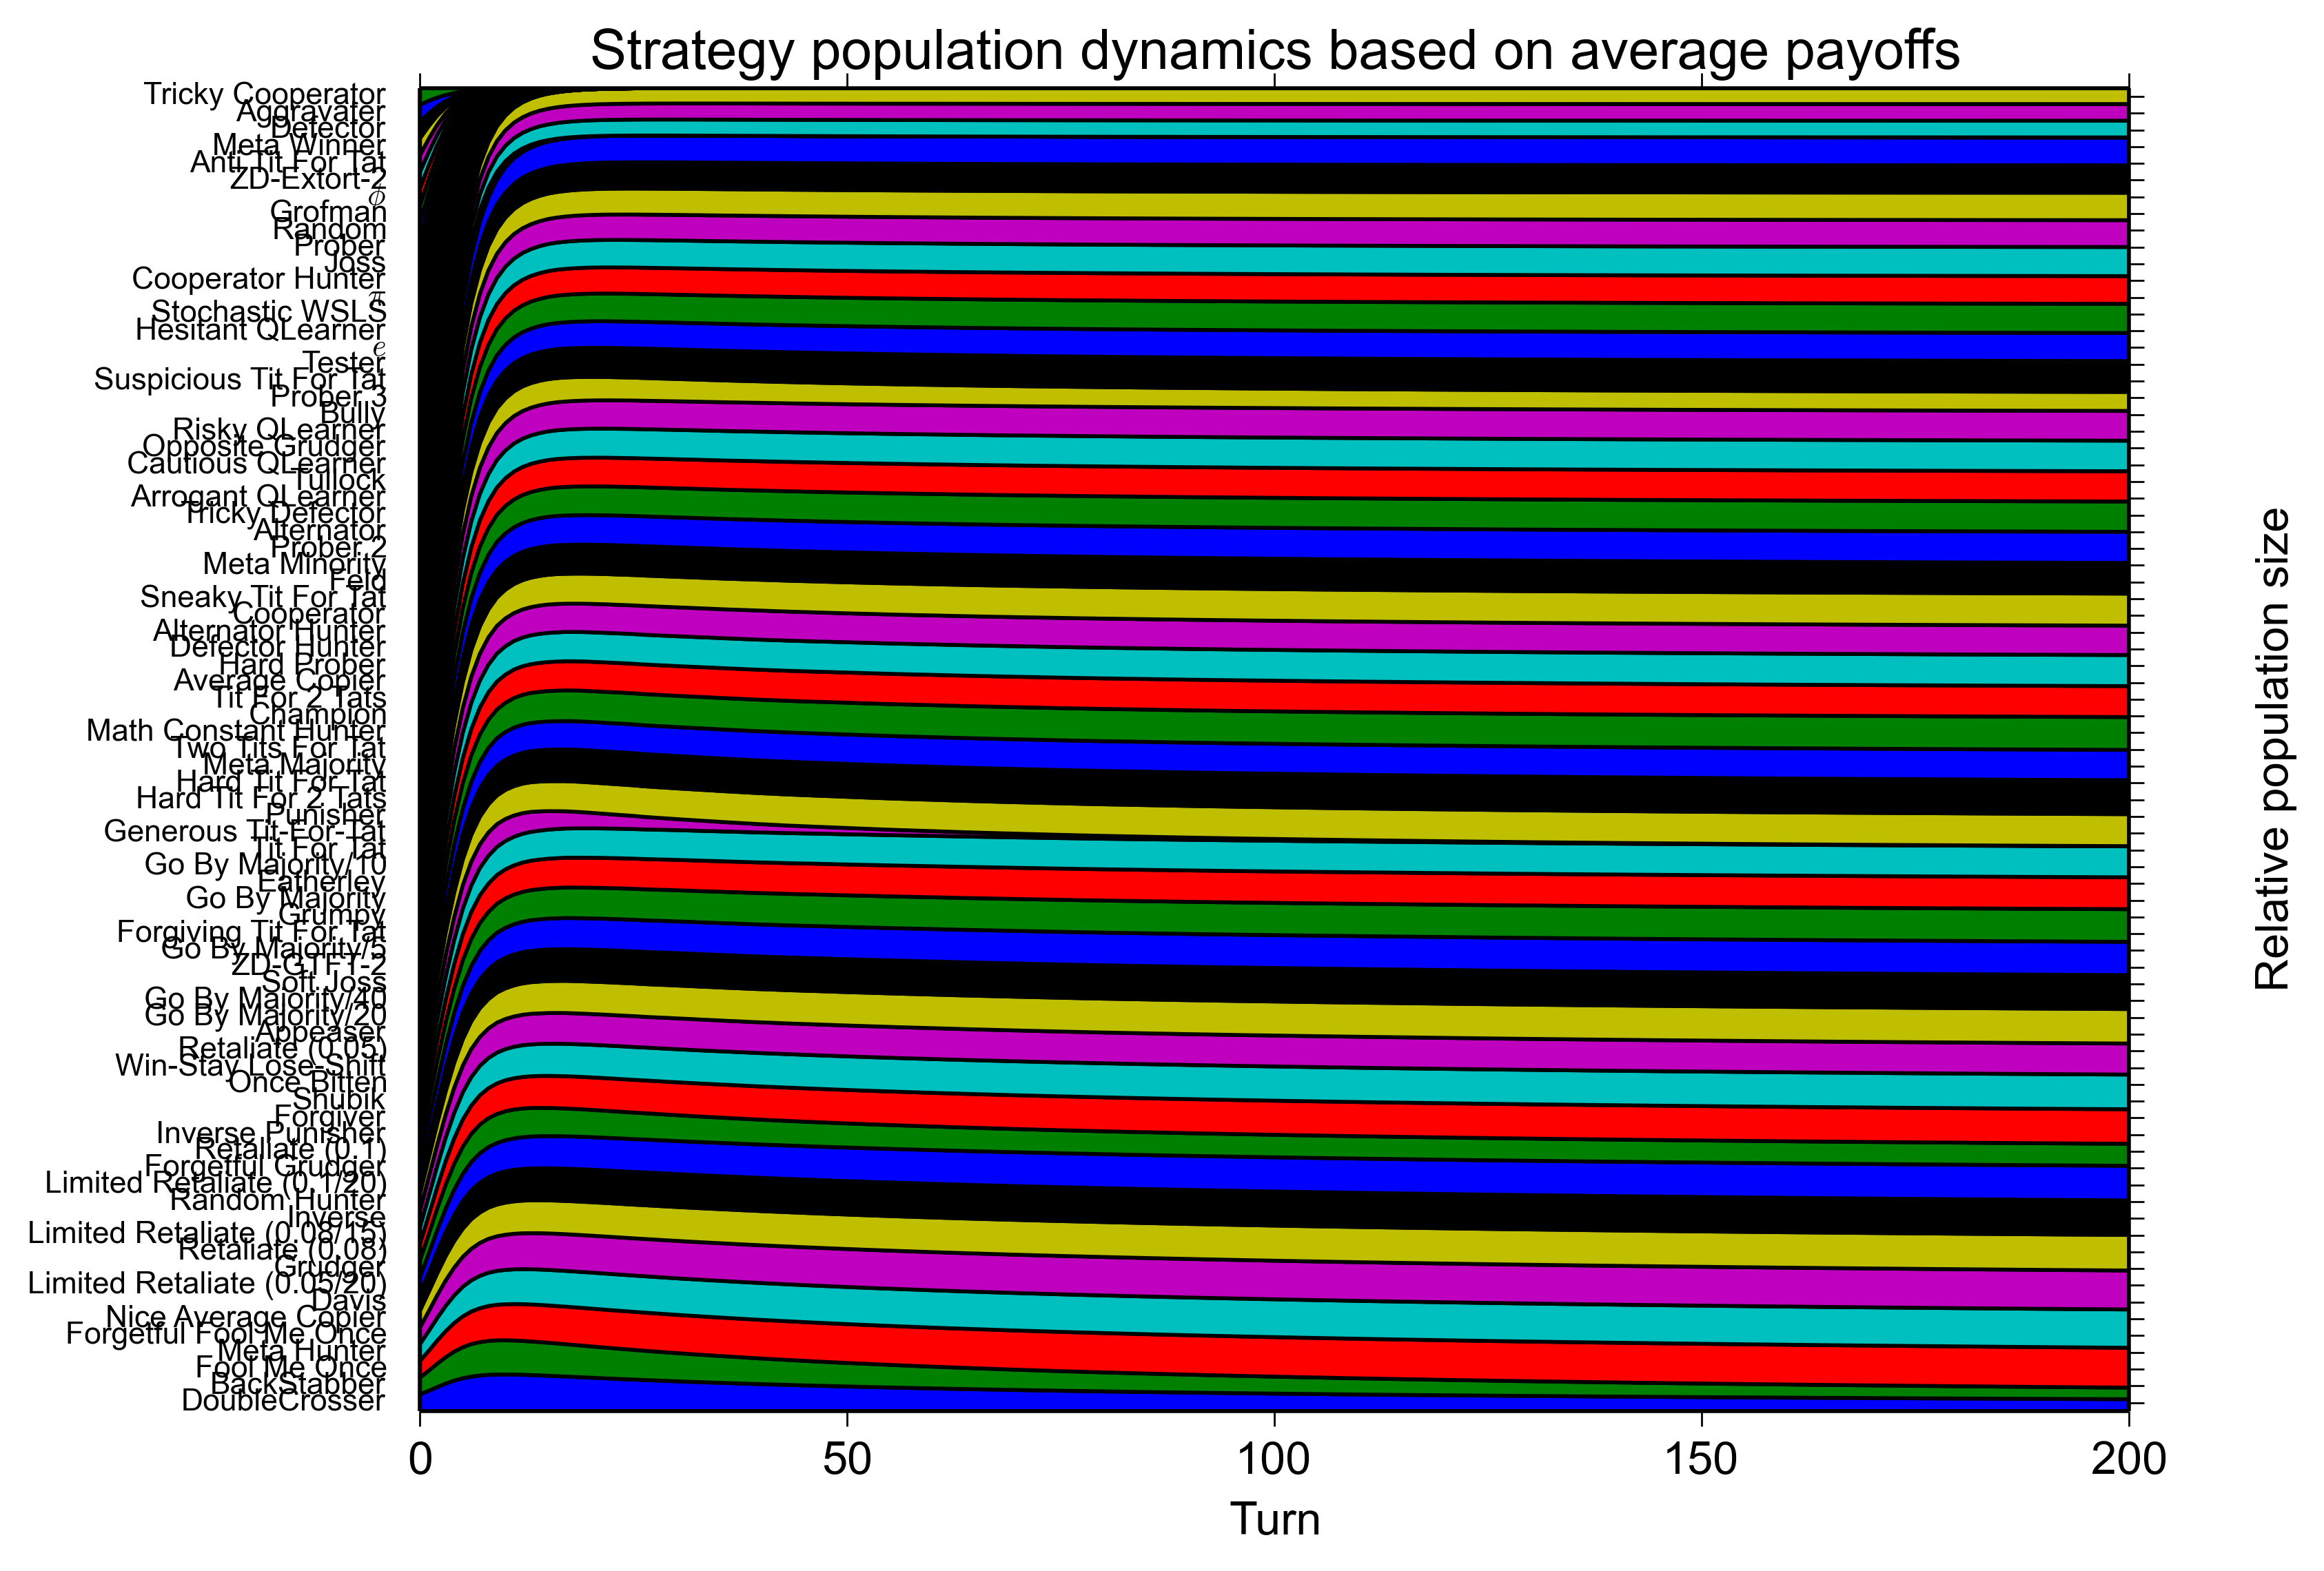 Strategy population dynamics based on average payoffs
Tricky Cooperator
Aggravater
Defector
Meta Winner
Anti Tit For Tat
ZD-Extort-2
ϕ
Grofman
Random
Prober
Joss
Cooperator Hunter
π
Stochastic WSLS
Hesitant QLearner
e
Tester
Suspicious Tit For Tat
Prober 3
Bully
Risky QLearner
Opposite Grudger
Cautious QLearner
Tullock
Arrogant QLearner
Tricky Defector
Alternator
Prober 2
Meta Minority
Feld
Sneaky Tit For Tat
Cooperator
Alternator Hunter
Defector Hunter
Hard Prober
Average Copier
Tit For 2 Tats
Champion
Math Constant Hunter
Two Tits For Tat
Meta Majority
Hard Tit For Tat
Hard Tit For 2 Tats
Punisher
Generous Tit-For-Tat
Tit For Tat
Go By Majority/10
Eatherley
Go By Majority
Grumpy
Forgiving Tit For Tat
Go By Majority/5
ZD-GTFT-2
Soft Joss
Go By Majority/40
Go By Majority/20
Appeaser
Retaliate (0.05)
Win-Stay Lose-Shift
Once Bitten
Shubik
Forgiver
Inverse Punisher
Retaliate (0.1)
Forgetful Grudger
Limited Retaliate (0.1/20)
Random Hunter
Inverse
Limited Retaliate (0.08/15)
Retaliate (0.08)
Grudger
Limited Retaliate (0.05/20)
Davis
Nice Average Copier
Forgetful Fool Me Once
Meta Hunter
Fool Me Once
BackStabber
DoubleCrosser
0 50 100 150 200
Turn
Relative population size